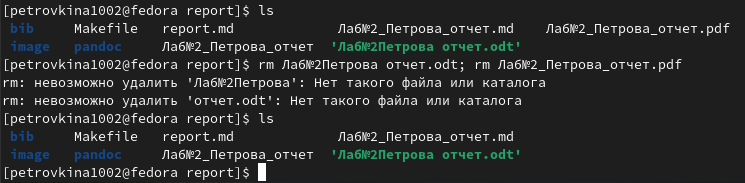 [petrovkina1002@fedora report]$ ls
bib Makefile report.md Лаб№2_Петрова_отчет.md Лаб№2_Петрова_отчет.pdf
image pandoc Лаб№2_Петрова_отчет 'Лаб№2Петрова отчет.odt'
[petrovkina1002@fedora report]$ rm Лаб№2Петрова отчет.odt; rm Лаб№2_Петрова_отчет.pdf
rm: невозможно удалить 'Лаб№2Петрова': Нет такого файла или каталога
rm: невозможно удалить 'отчет.odt': Нет такого файла или каталога
[petrovkina1002@fedora report]$ ls
bib Makefile report.md Лаб№2_Петрова_отчет.md
image pandoc Лаб№2_Петрова_отчет 'Лаб№2Петрова отчет.odt'
[petrovkina1002@fedora report]$